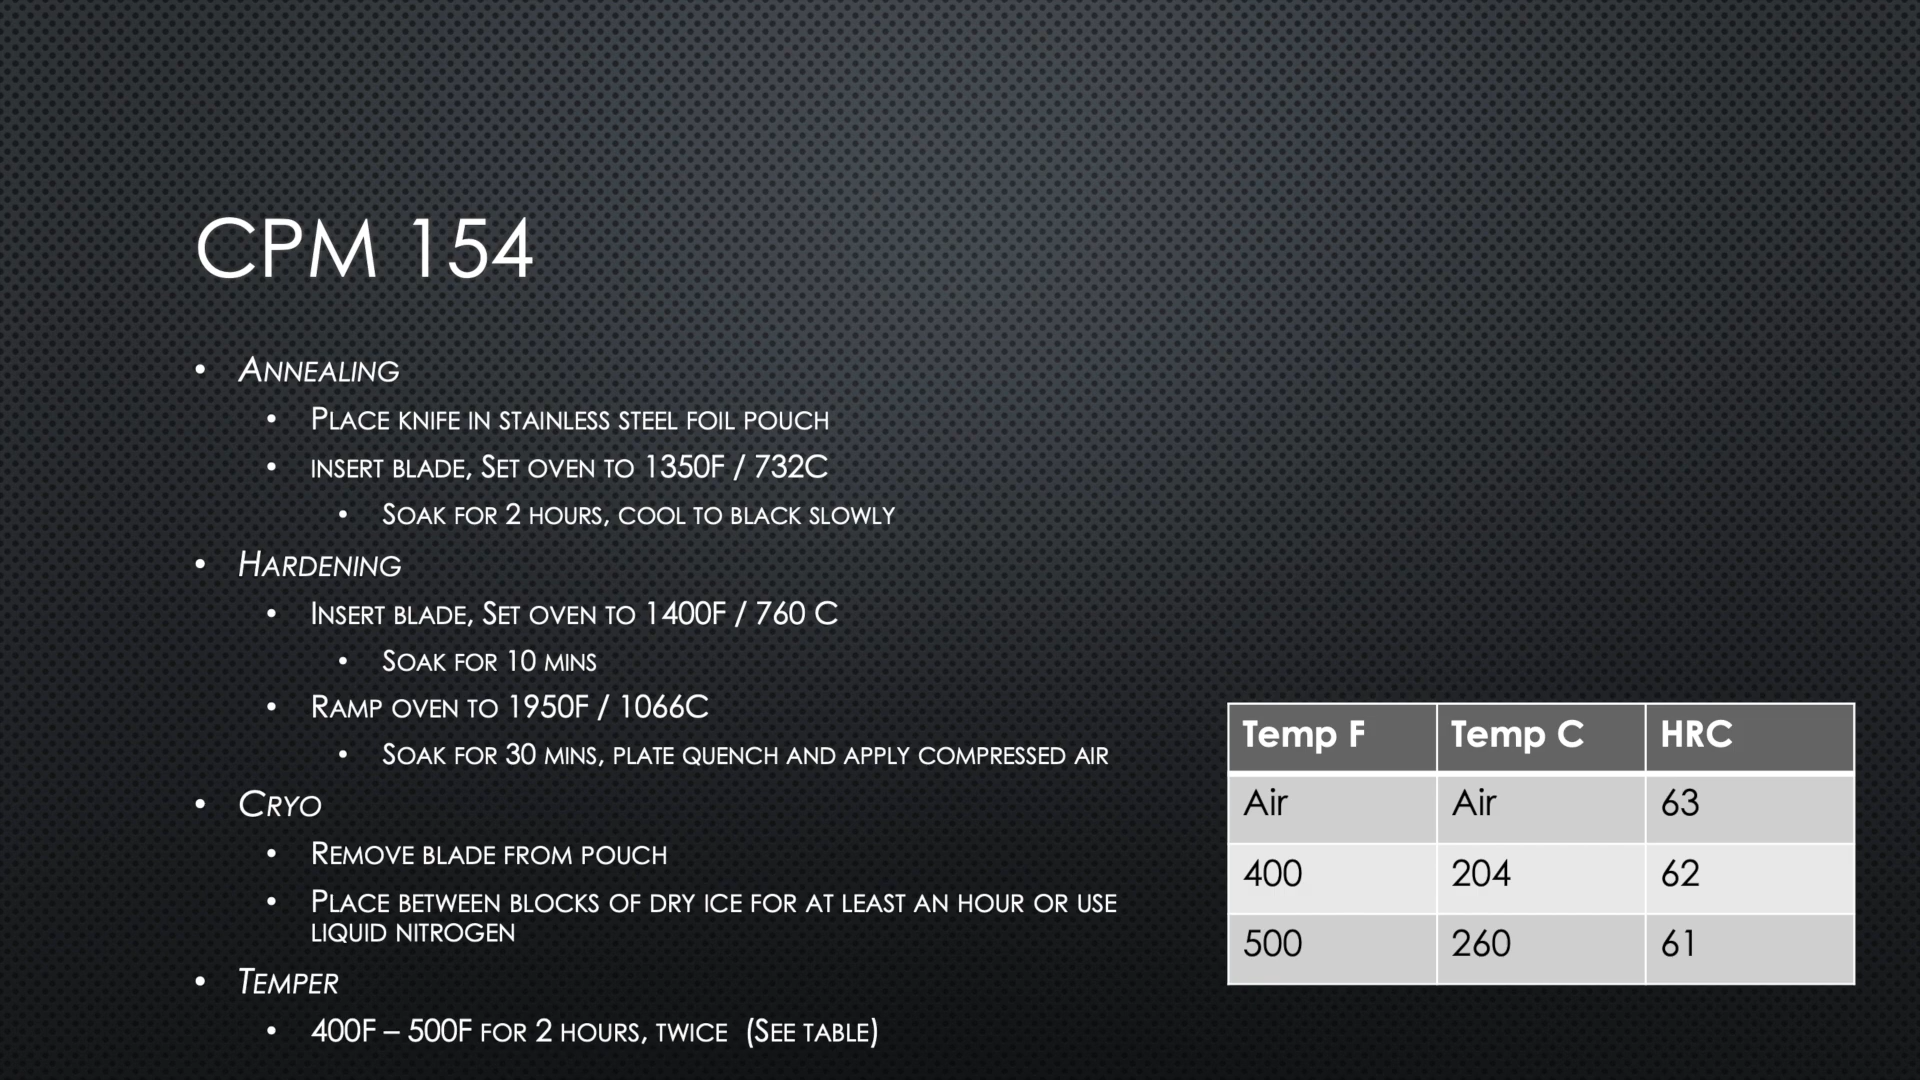 CPM 154
• Annealing
• Place knife in stainless steel foil pouch
• insert blade, Set oven to 1350F / 732C
• Soak for 2 hours, cool to black slowly
• Hardening
• Insert blade, Set oven to 1400F / 760 C
• Soak for 10 mins
• Ramp oven to 1950F / 1066C
• Soak for 30 mins, plate quench and apply compressed air
• Cryo
• Remove blade from pouch
• Place between blocks of dry ice for at least an hour or use
liquid nitrogen
• Temper
• 400F – 500F for 2 hours, twice (See table)
Temp F Temp C HRC
Air Air 63
400 204 62
500 260 61